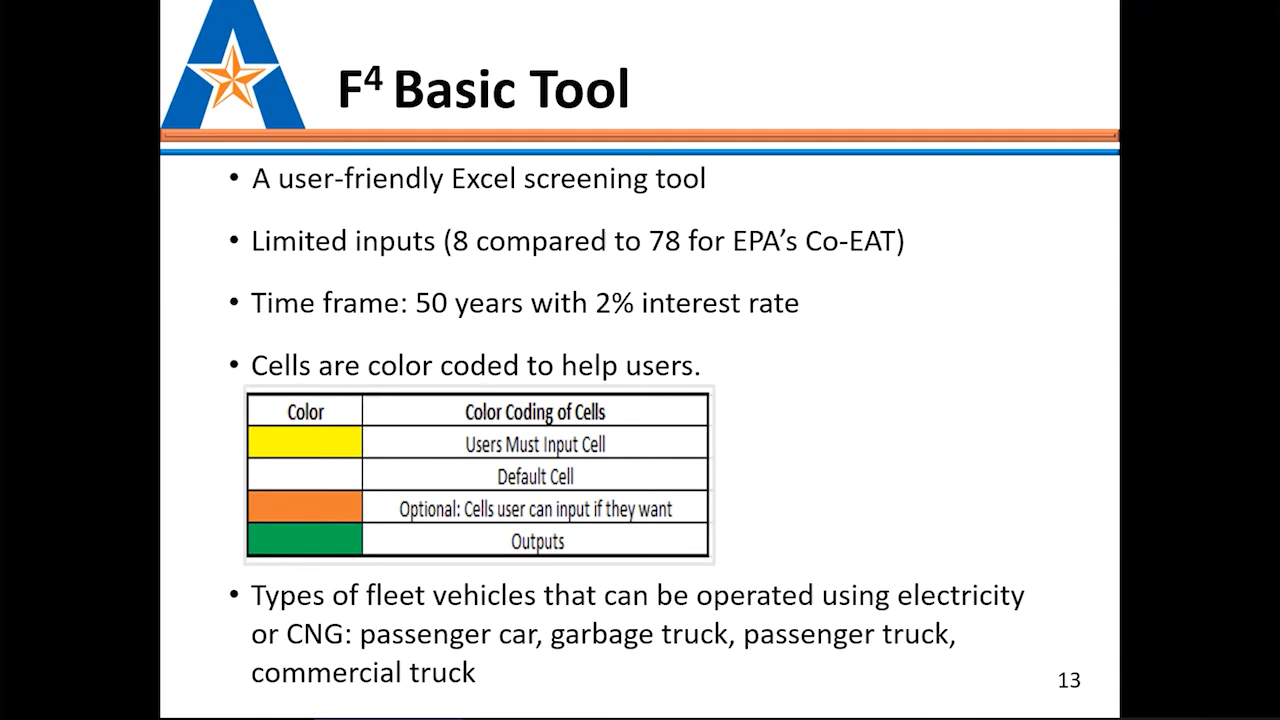 F⁴ Basic Tool
• A user-friendly Excel screening tool
• Limited inputs (8 compared to 78 for EPA’s Co-EAT)
• Time frame: 50 years with 2% interest rate
• Cells are color coded to help users.
Color Color Coding of Cells
Users Must Input Cell
Default Cell
Optional: Cells user can input if they want
Outputs
• Types of fleet vehicles that can be operated using electricity
or CNG: passenger car, garbage truck, passenger truck,
commercial truck
13